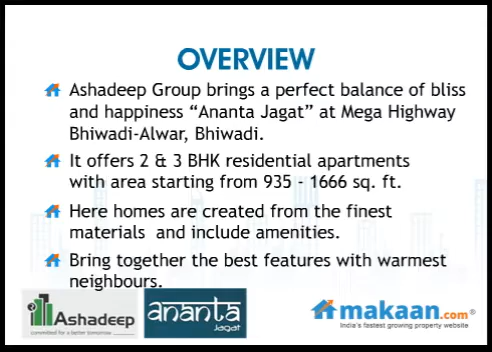 OVERVIEW
Ashadeep Group brings a perfect balance of bliss
and happiness “Ananta Jagat” at Mega Highway
Bhiwadi-Alwar, Bhiwadi.
It offers 2 & 3 BHK residential apartments
with area starting from 935 - 1666 sq. ft.
Here homes are created from the finest
materials and include amenities.
Bring together the best features with warmest
neighbours.
Ashadeep
committed for a better tomorrow
ananta
Jagat
makaan.com®
India's fastest growing property website